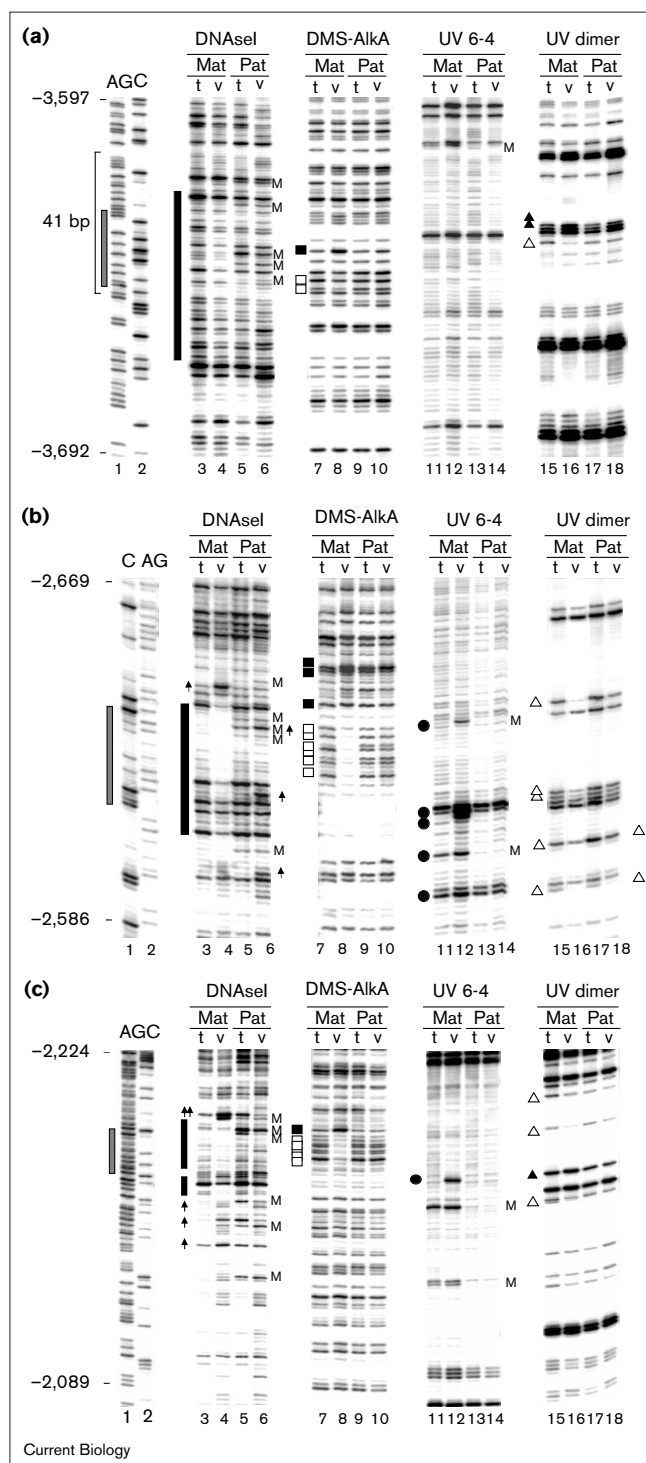 (a)
DNAseI DMS-AlkA UV 6-4 UV dimer
Mat Pat Mat Pat Mat Pat Mat Pat
AG C t v t v t v t v t v t v t v t v
–3,597
M
M
M
41 bp
M
M
M
–3,692
1 2 3 4 5 6 7 8 9 10 11 12 13 14 15 16 17 18
(b)
DNAseI DMS-AlkA UV 6-4 UV dimer
Mat Pat Mat Pat Mat Pat Mat Pat
C AG t v t v t v t v t v t v t v t v
–2,669
M
M
M M
M
M M
–2,586
1 2 3 4 5 6 7 8 9 10 11 12 13 14 15 16 17 18
(c)
DNAseI DMS-AlkA UV 6-4 UV dimer
Mat Pat Mat Pat Mat Pat Mat Pat
AG C t v t v t v t v t v t v t v t v
–2,224
M
M
M
M M
M
M M
–2,089
1 2 3 4 5 6 7 8 9 10 11 12 13 14 15 16 17 18
Current Biology